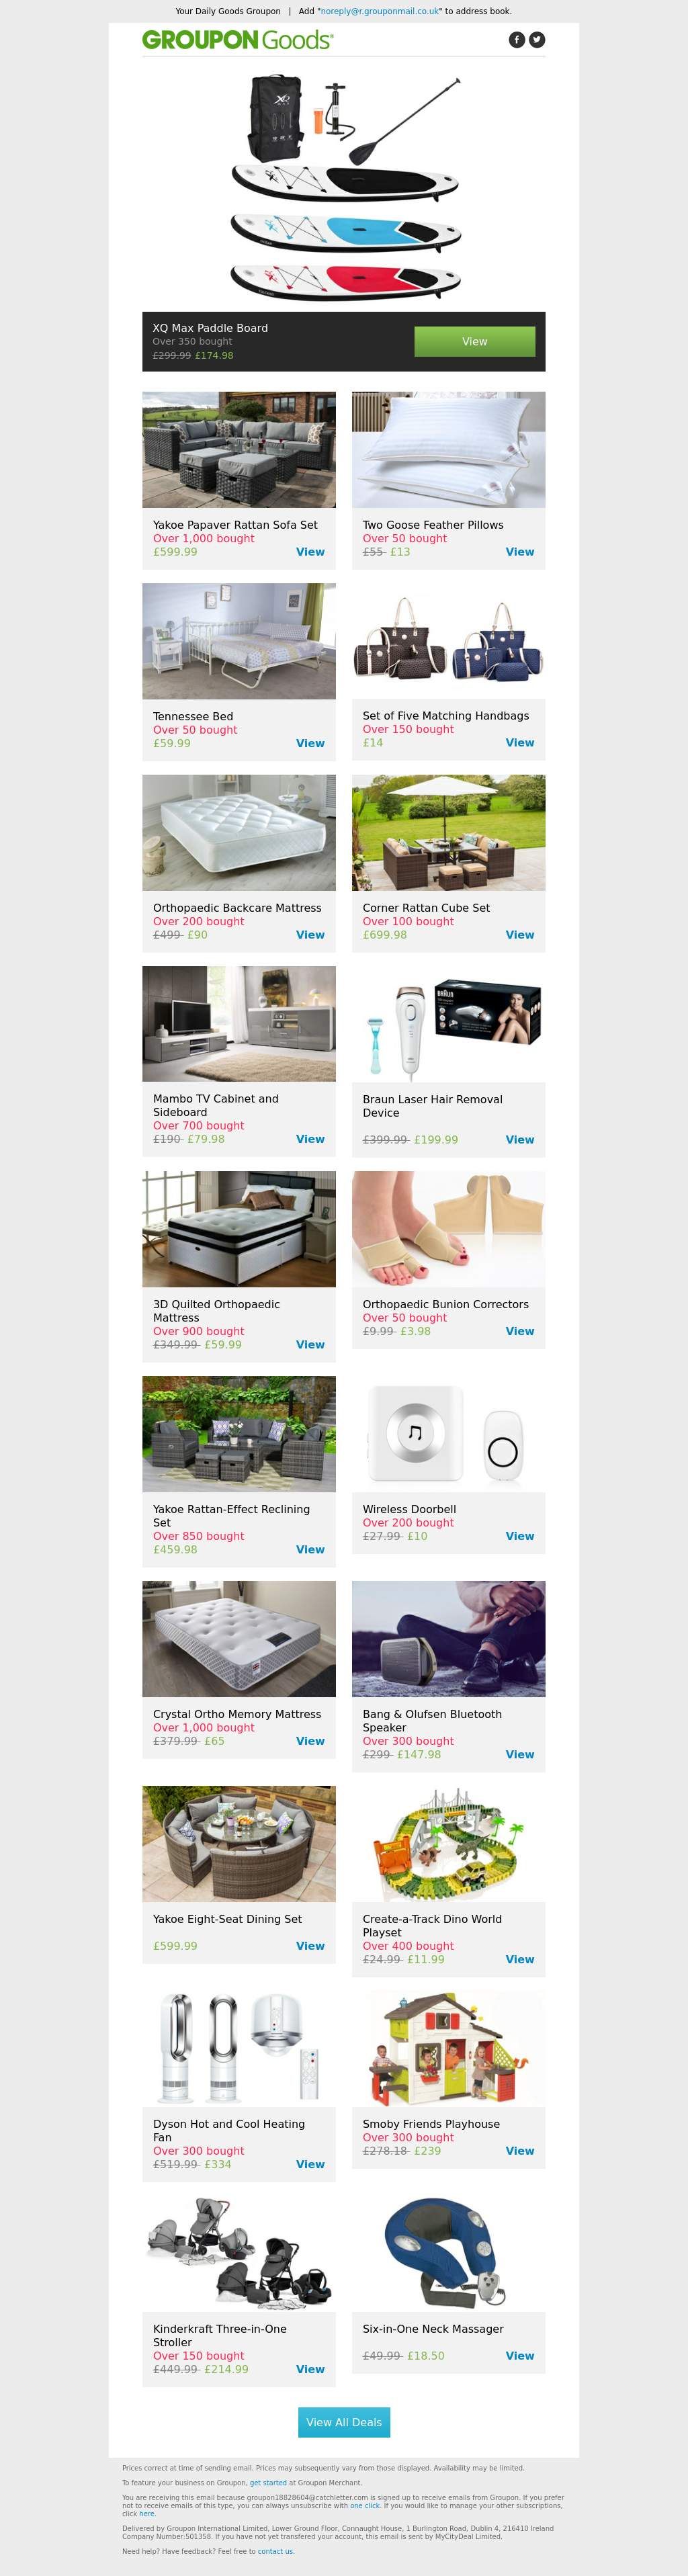 Your Daily Goods Groupon | Add "noreply@r.grouponmail.co.uk" to address book.
GROUPON Goods
XQ Max Paddle Board
Over 350 bought
£299.99 £174.98
View
Yakoe Papaver Rattan Sofa Set
Over 1,000 bought
£599.99 View
Two Goose Feather Pillows
Over 50 bought
£55 £13 View
Tennessee Bed
Over 50 bought
£59.99 View
Set of Five Matching Handbags
Over 150 bought
£14 View
Orthopaedic Backcare Mattress
Over 200 bought
£499 £90 View
Corner Rattan Cube Set
Over 100 bought
£699.98 View
Mambo TV Cabinet and
Sideboard
Over 700 bought
£190 £79.98 View
BRAUN
Braun Laser Hair Removal
Device
£399.99 £199.99 View
3D Quilted Orthopaedic
Mattress
Over 900 bought
£349.99 £59.99 View
Orthopaedic Bunion Correctors
Over 50 bought
£9.99 £3.98 View
Yakoe Rattan-Effect Reclining
Set
Over 850 bought
£459.98 View
Wireless Doorbell
Over 200 bought
£27.99 £10 View
Crystal Ortho Memory Mattress
Over 1,000 bought
£379.99 £65 View
Bang & Olufsen Bluetooth
Speaker
Over 300 bought
£299 £147.98 View
Yakoe Eight-Seat Dining Set
£599.99 View
Create-a-Track Dino World
Playset
Over 400 bought
£24.99 £11.99 View
Dyson Hot and Cool Heating
Fan
Over 300 bought
£519.99 £334 View
Smoby Friends Playhouse
Over 300 bought
£278.18 £239 View
Kinderkraft Three-in-One
Stroller
Over 150 bought
£449.99 £214.99 View
Six-in-One Neck Massager
£49.99 £18.50 View
View All Deals
Prices correct at time of sending email. Prices may subsequently vary from those displayed. Availability may be limited.
To feature your business on Groupon, get started at Groupon Merchant.
You are receiving this email because groupon18828604@catchletter.com is signed up to receive emails from Groupon. If you prefer
not to receive emails of this type, you can always unsubscribe with one click. If you would like to manage your other subscriptions,
click here.
Delivered by Groupon International Limited, Lower Ground Floor, Connaught House, 1 Burlington Road, Dublin 4, 216410 Ireland
Company Number:501358. If you have not yet transfered your account, this email is sent by MyCityDeal Limited.
Need help? Have feedback? Feel free to contact us.